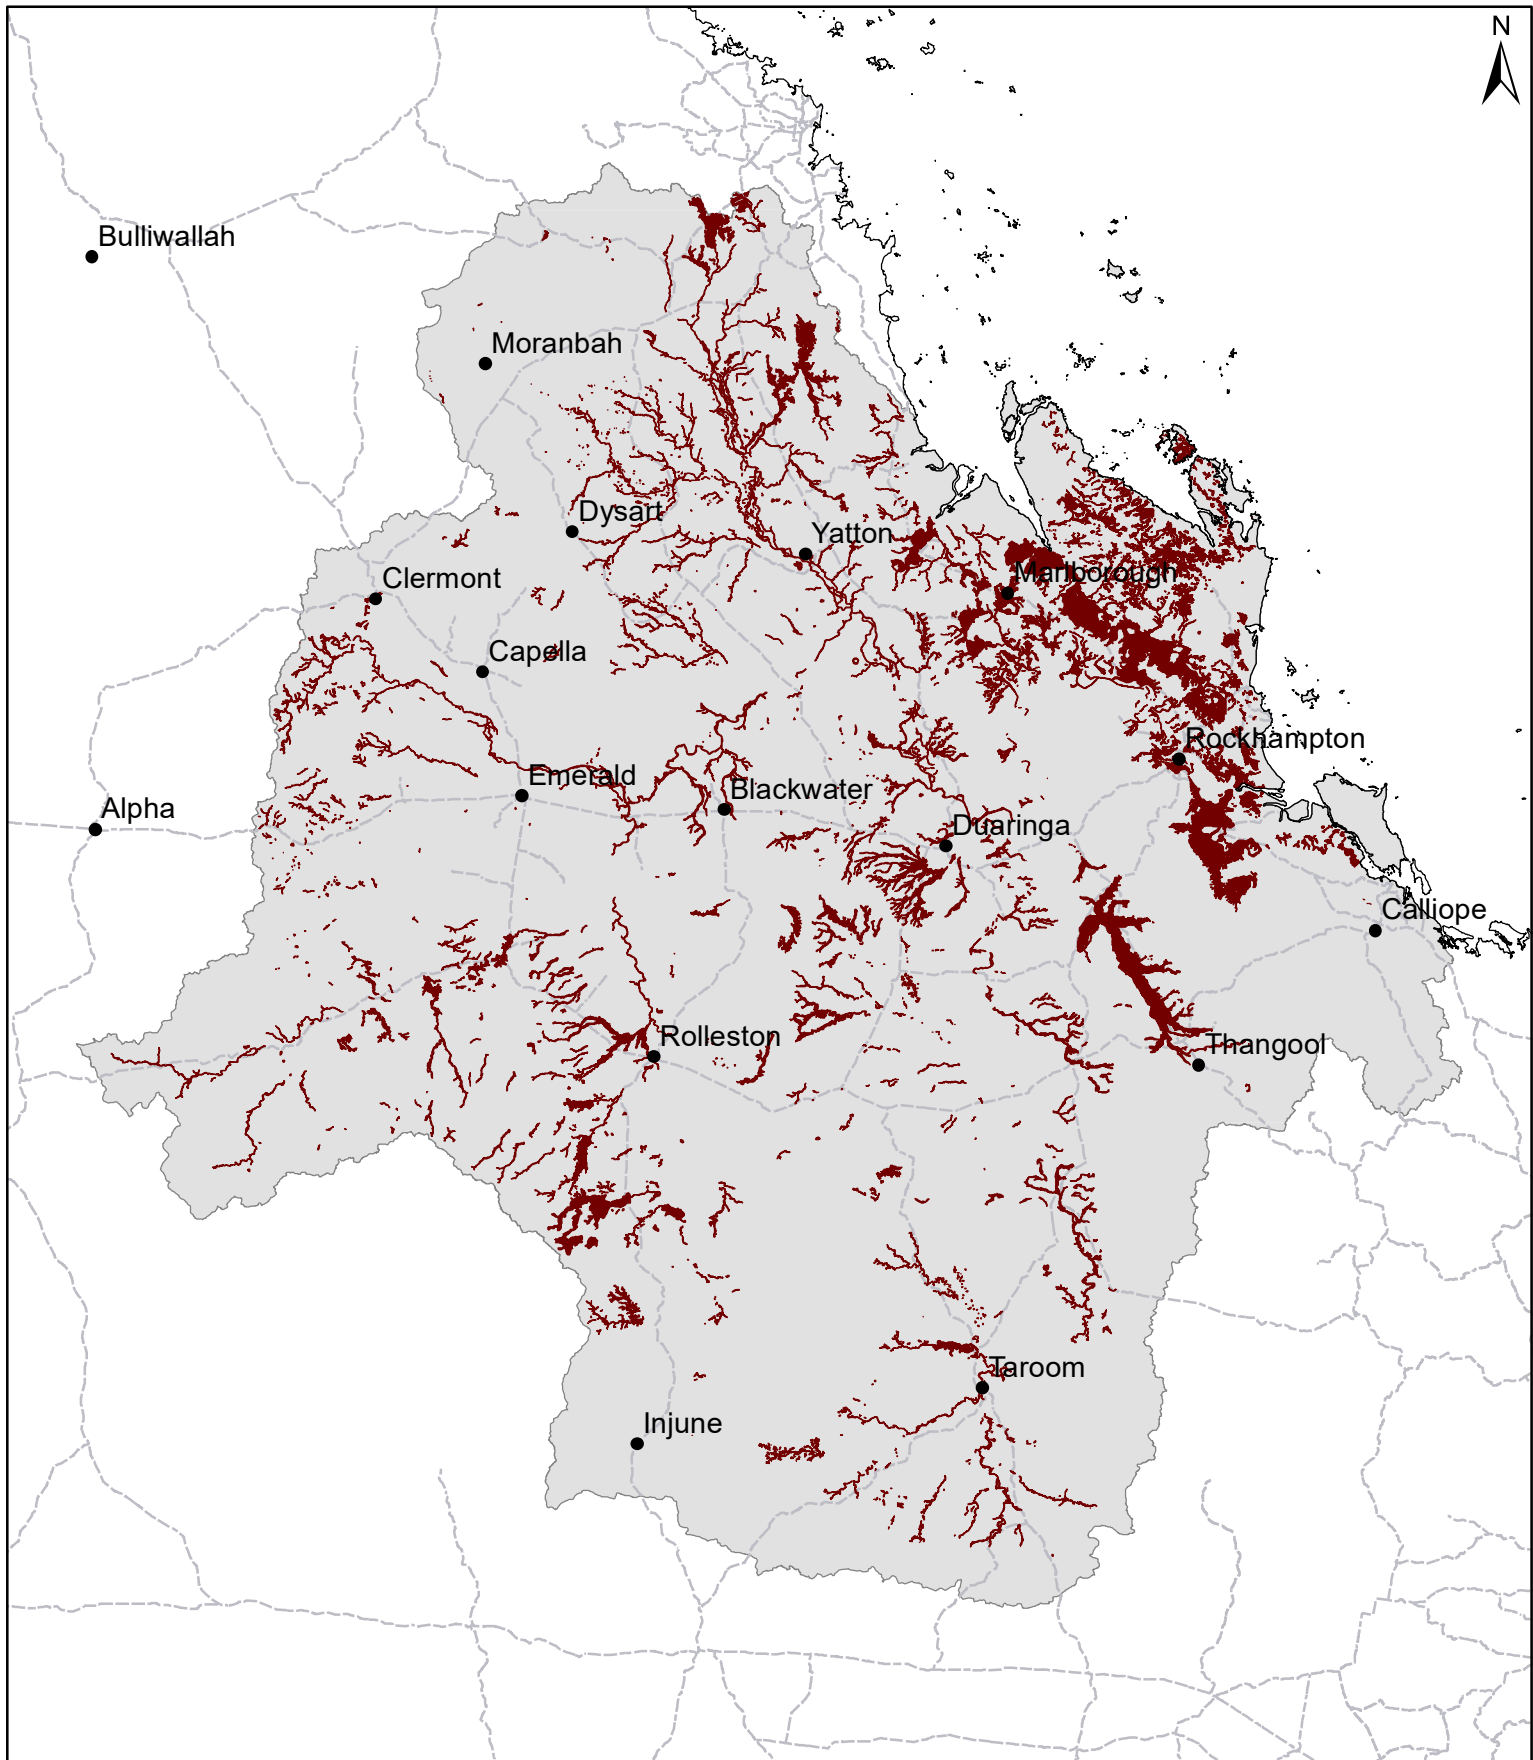 N
Bulliwallah
Moranbah
Dysart
Yatton
Clermont
Marlborough
Capella
Rockhampton
Emerald
Blackwater
Alpha
Duaringa
Calliope
Rolleston
Thangool
Taroom
Injune